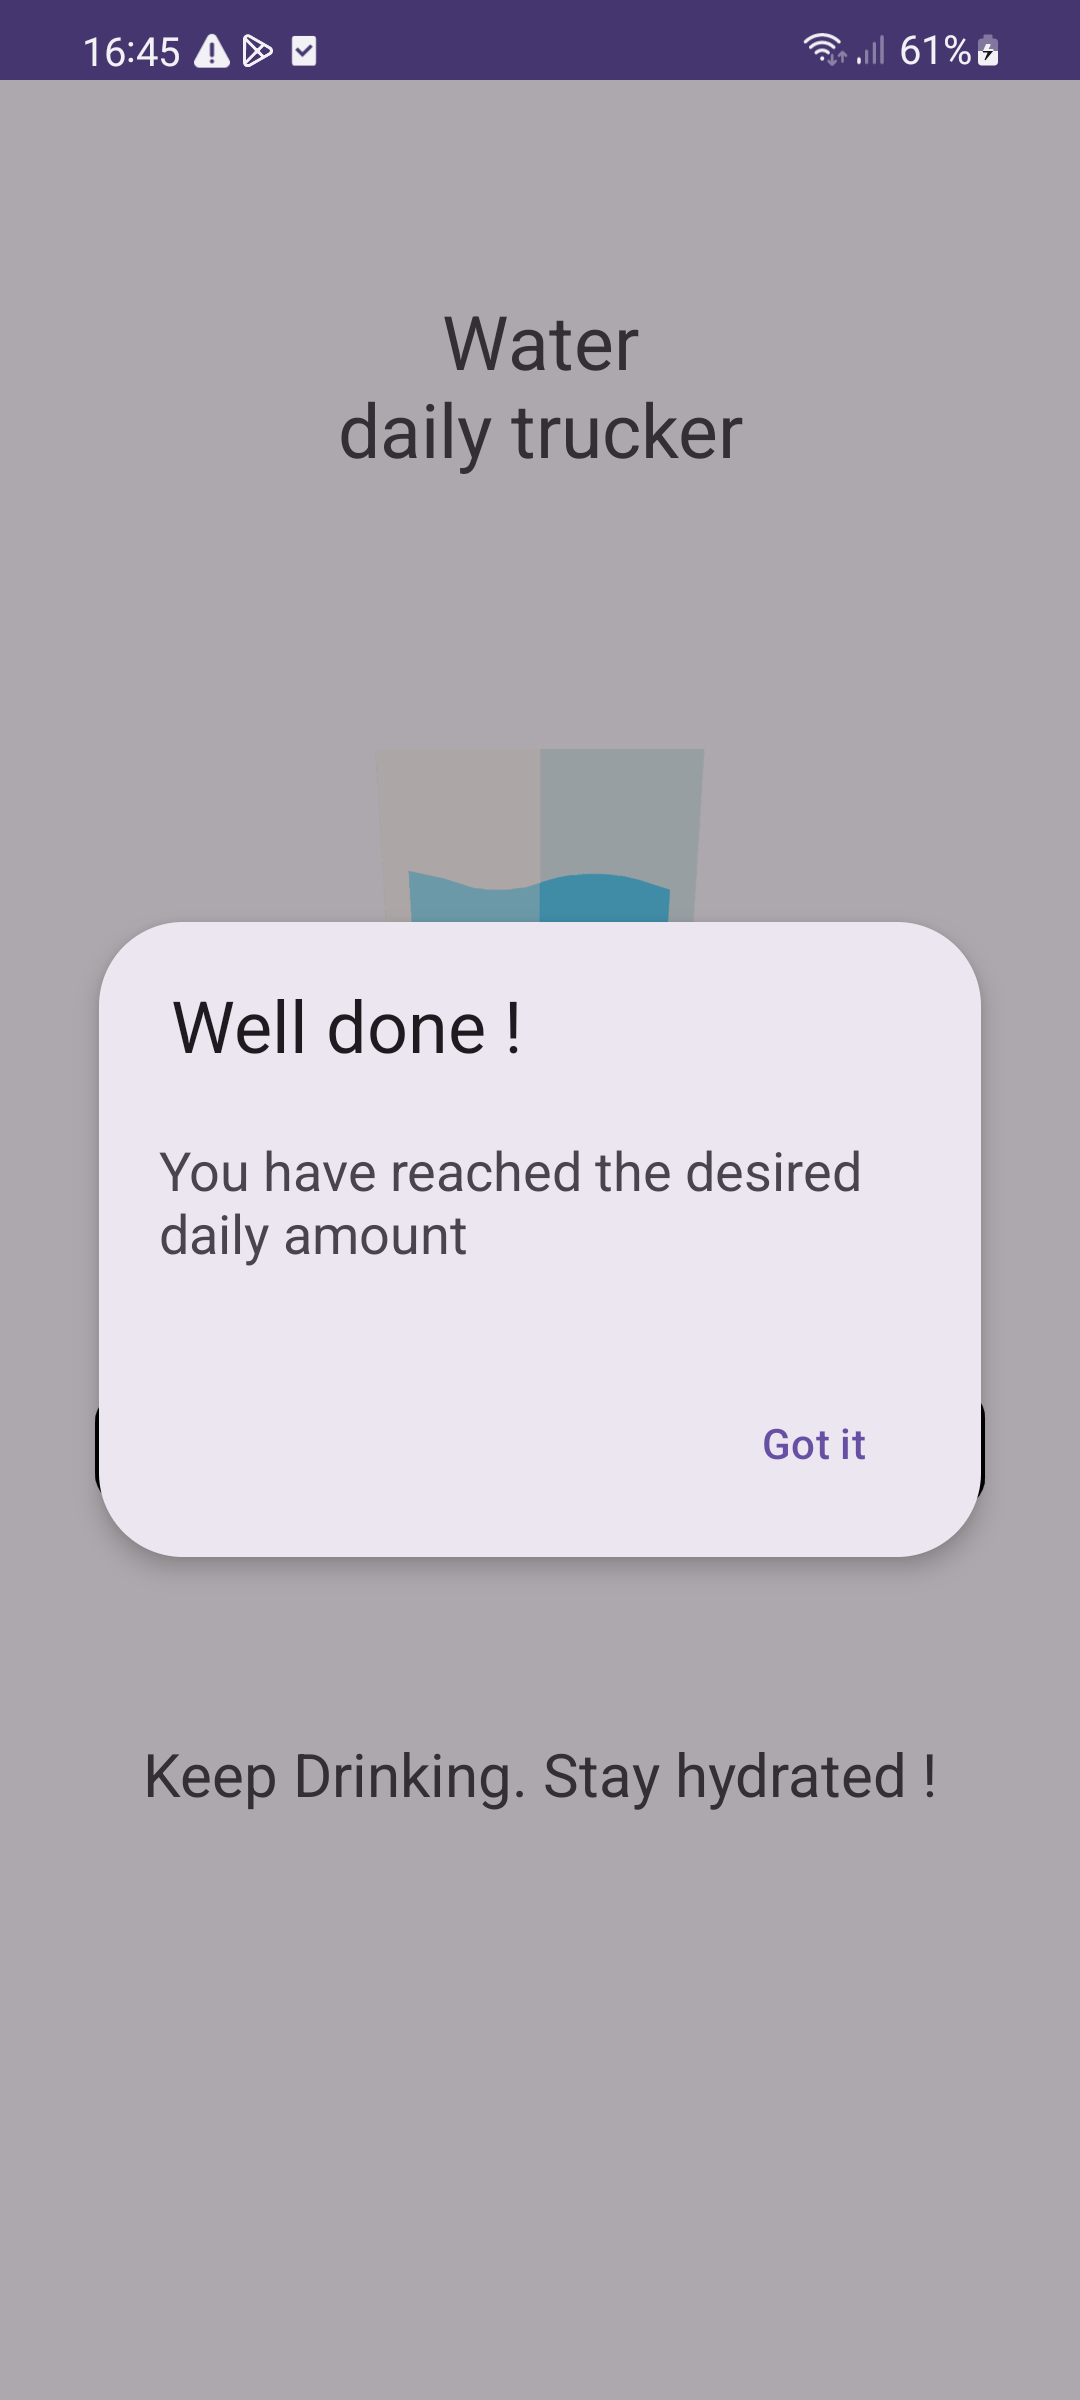 16:45
61%
Water
daily trucker
Well done !
You have reached the desired
daily amount
Got it
Keep Drinking. Stay hydrated !